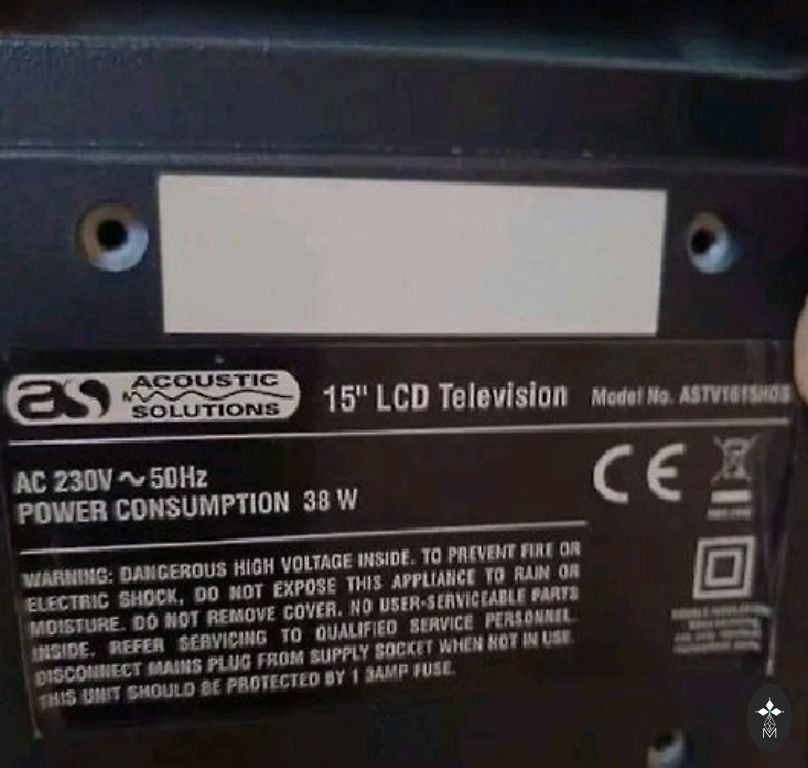 as ACOUSTIC SOLUTIONS
15" LCD Television
Model No.
AC 230V ~ 50Hz
POWER CONSUMPTION 38 W
CE
WARNING: DANGEROUS HIGH VOLTAGE INSIDE. TO PREVENT FIRE OR
ELECTRIC SHOCK, DO NOT EXPOSE THIS APPLIANCE TO RAIN OR
MOISTURE. DO NOT REMOVE COVER. NO USER-SERVICEABLE PARTS
INSIDE. REFER SERVICING TO QUALIFIED SERVICE PERSONNEL.
DISCONNECT MAINS PLUG FROM SUPPLY SOCKET WHEN NOT IN USE.
THIS UNIT SHOULD BE PROTECTED BY 1 3AMP FUSE.
M